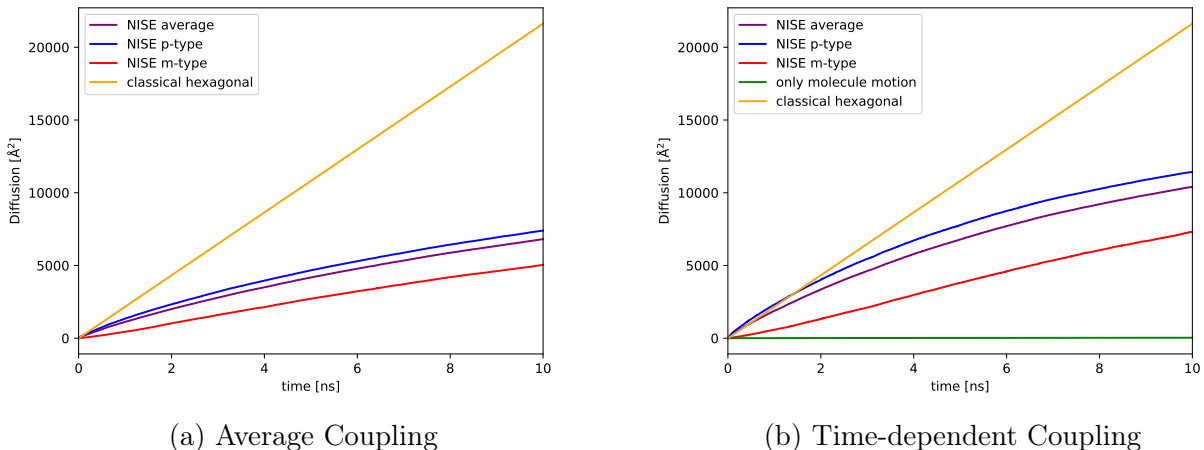 NISE average
NISE p-type
NISE m-type
classical hexagonal
20000
15000
10000
5000
0
Diffusion [Å²]
0 2 4 6 8 10
time [ns]
(a) Average Coupling
NISE average
NISE p-type
NISE m-type
only molecule motion
classical hexagonal
20000
15000
10000
5000
0
Diffusion [Å²]
0 2 4 6 8 10
time [ns]
(b) Time-dependent Coupling